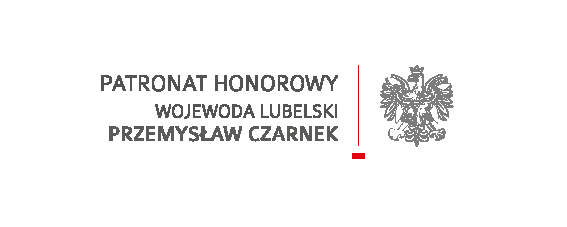 PATRONAT HONOROWY
WOJEWODA LUBELSKI
PRZEMYSŁAW CZARNEK